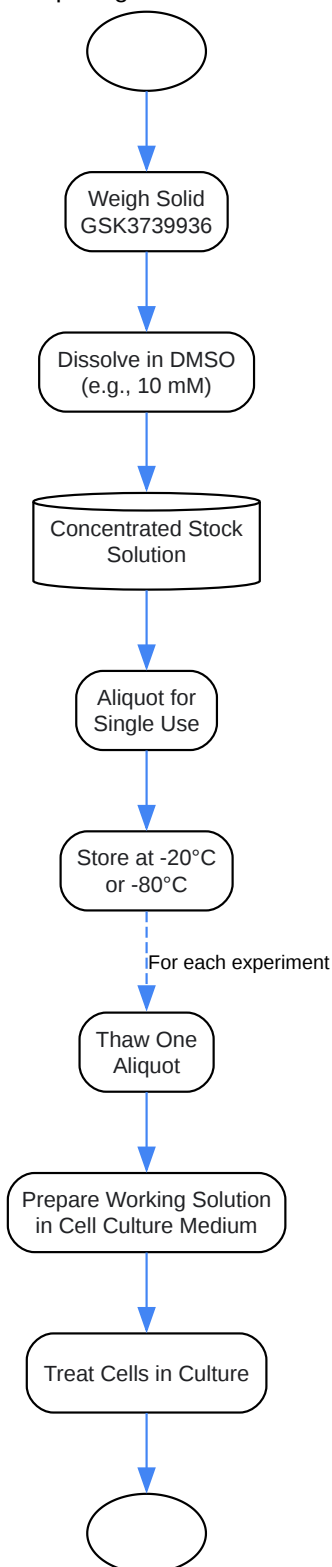 Weigh Solid
GSK3739936
Dissolve in DMSO
(e.g., 10 mM)
Concentrated Stock
Solution
Aliquot for
Single Use
Store at -20°C
or -80°C
For each experiment
Thaw One
Aliquot
Prepare Working Solution
in Cell Culture Medium
Treat Cells in Culture